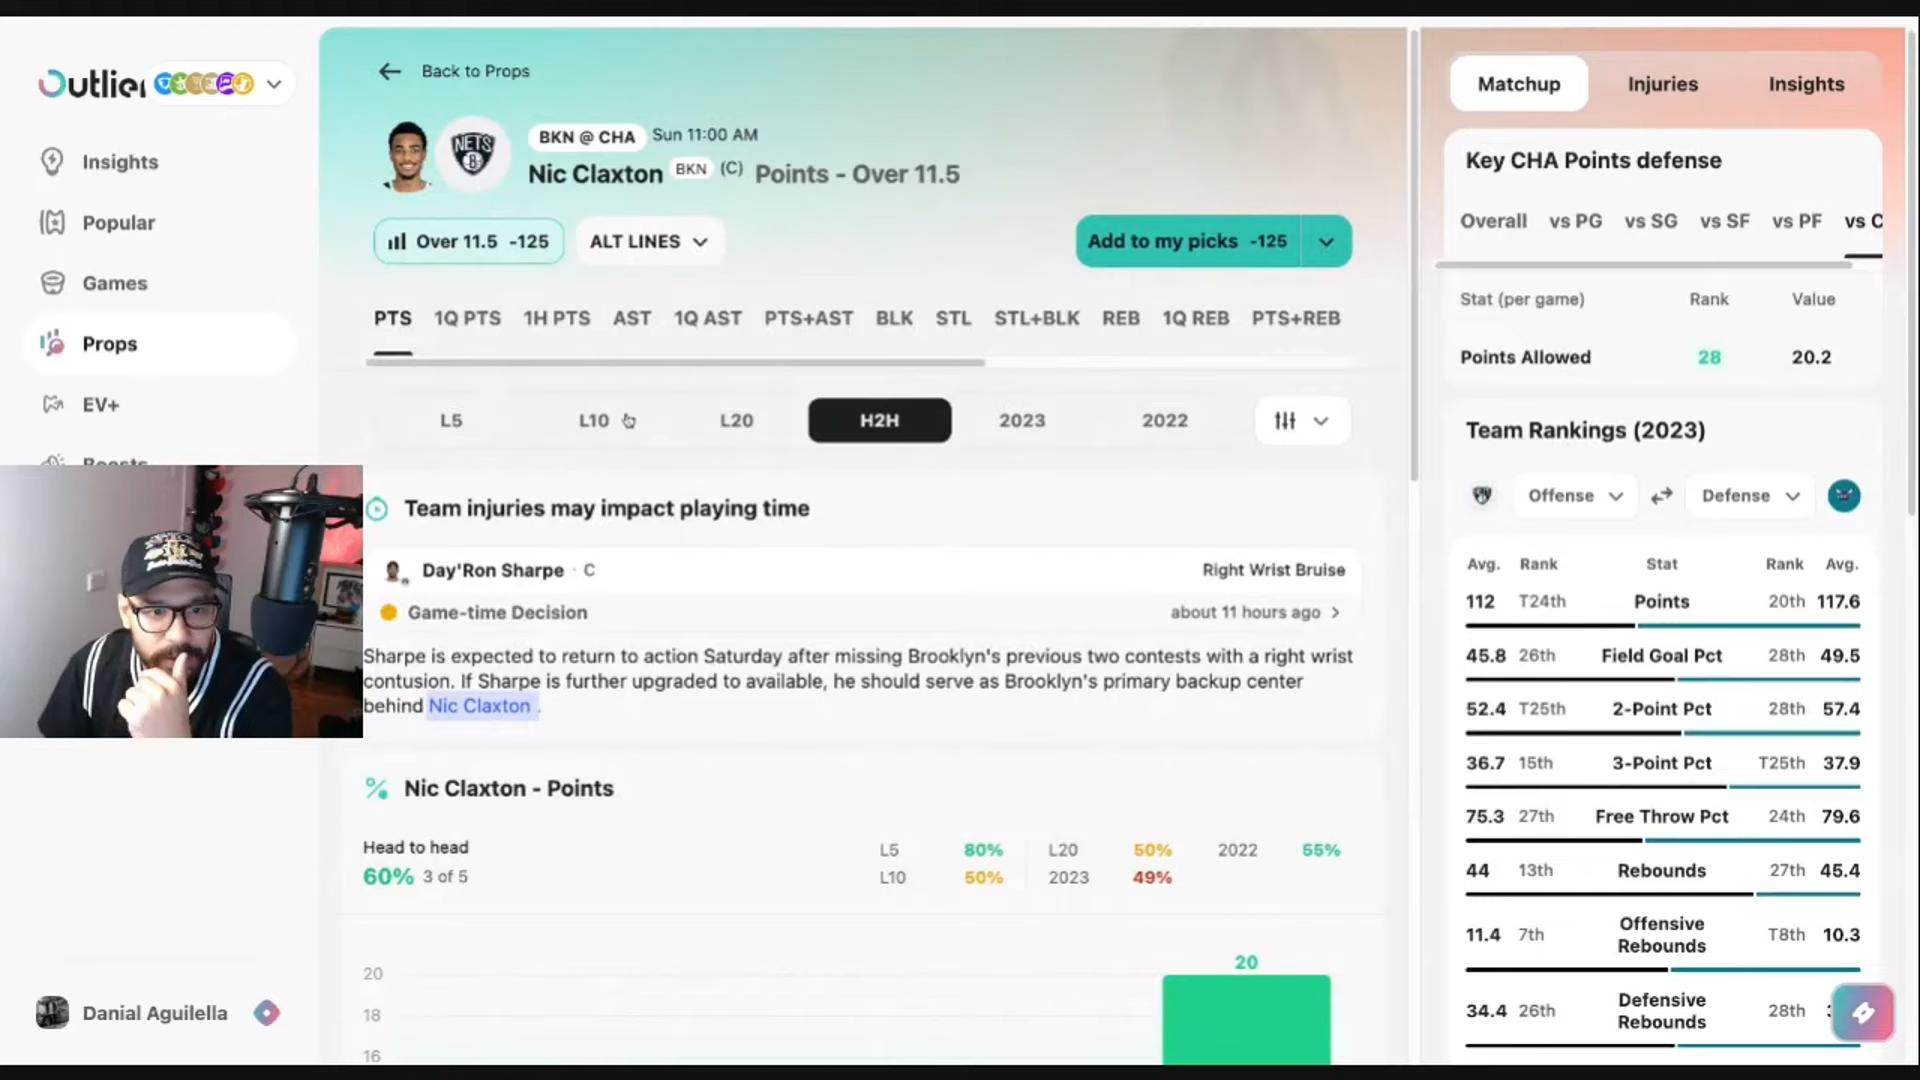 Outlier
Insights
Popular
Games
Props
EV+
Boosts
Danial Aguilella
Back to Props
NETS
B
BKN @ CHA Sun 11:00 AM
Nic Claxton BKN (C) Points - Over 11.5
Over 11.5 -125 ALT LINES
Add to my picks -125
PTS 1Q PTS 1H PTS AST 1Q AST PTS+AST BLK STL STL+BLK REB 1Q REB PTS+REB
L5 L10 L20 H2H 2023 2022
Team injuries may impact playing time
Day'Ron Sharpe · C Right Wrist Bruise
Game-time Decision about 11 hours ago
Sharpe is expected to return to action Saturday after missing Brooklyn's previous two contests with a right wrist
contusion. If Sharpe is further upgraded to available, he should serve as Brooklyn's primary backup center
behind Nic Claxton .
% Nic Claxton - Points
Head to head
60% 3 of 5
L5 80% L20 50% 2022 55%
L10 50% 2023 49%
20
20
18
16
Matchup Injuries Insights
Key CHA Points defense
Overall vs PG vs SG vs SF vs PF vs C
Stat (per game) Rank Value
Points Allowed 28 20.2
Team Rankings (2023)
Offense Defense
Avg. Rank Stat Rank Avg.
112 T24th Points 20th 117.6
45.8 26th Field Goal Pct 28th 49.5
52.4 T25th 2-Point Pct 28th 57.4
36.7 15th 3-Point Pct T25th 37.9
75.3 27th Free Throw Pct 24th 79.6
44 13th Rebounds 27th 45.4
11.4 7th Offensive Rebounds T8th 10.3
34.4 26th Defensive Rebounds 28th